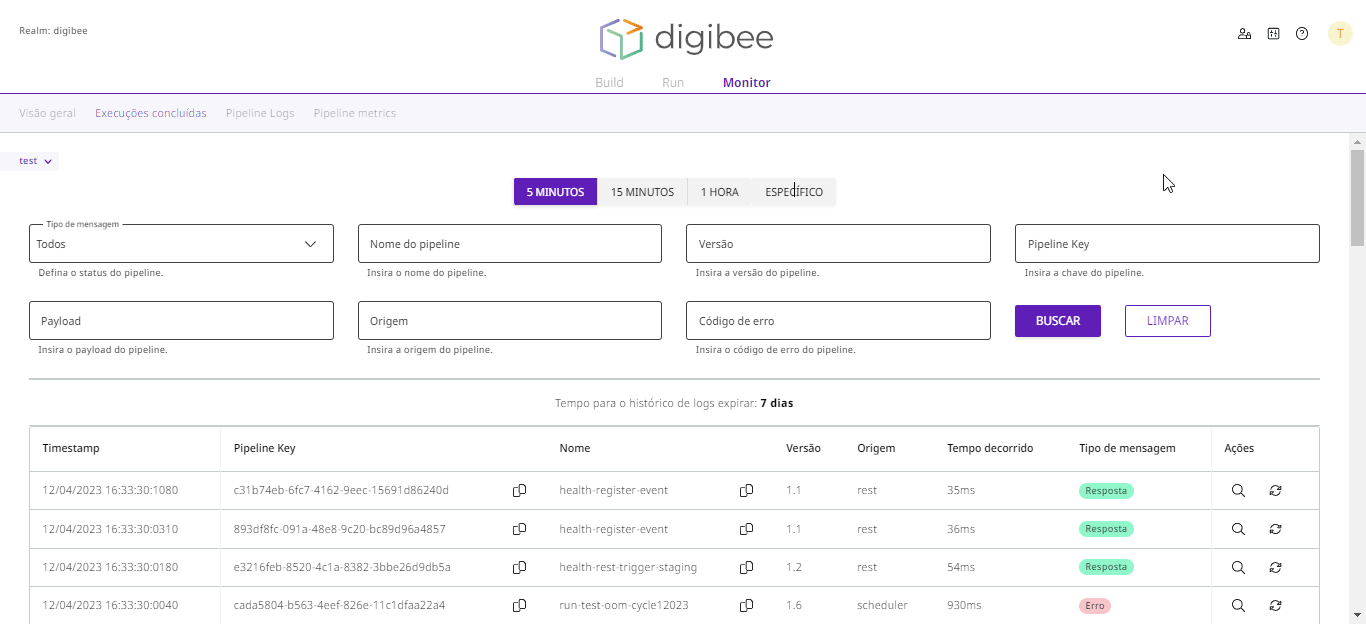 Realm: digibee
digibee
T
Build Run Monitor
Visão geral Execuções concluídas Pipeline Logs Pipeline metrics
test
5 MINUTOS 15 MINUTOS 1 HORA ESPECÍFICO
Tipo de mensagem
Todos Nome do pipeline Versão Pipeline Key
Defina o status do pipeline. Insira o nome do pipeline. Insira a versão do pipeline. Insira a chave do pipeline.
Payload Origem Código de erro BUSCAR LIMPAR
Insira o payload do pipeline. Insira a origem do pipeline. Insira o código de erro do pipeline.
Tempo para o histórico de logs expirar: 7 dias
Timestamp Pipeline Key Nome Versão Origem Tempo decorrido Tipo de mensagem Ações
12/04/2023 16:33:30:1080 c31b74eb-6fc7-4162-9eec-15691d86240d health-register-event 1.1 rest 35ms Resposta
12/04/2023 16:33:30:0310 893df8fc-091a-48e8-9c20-bc89d96a4857 health-register-event 1.1 rest 36ms Resposta
12/04/2023 16:33:30:0180 e3216feb-8520-4c1a-8382-3bbe26d9db5a health-rest-trigger-staging 1.2 rest 54ms Resposta
12/04/2023 16:33:30:0040 cada5804-b563-4eef-826e-11c1dfaa22a4 run-test-oom-cycle12023 1.6 scheduler 930ms Erro